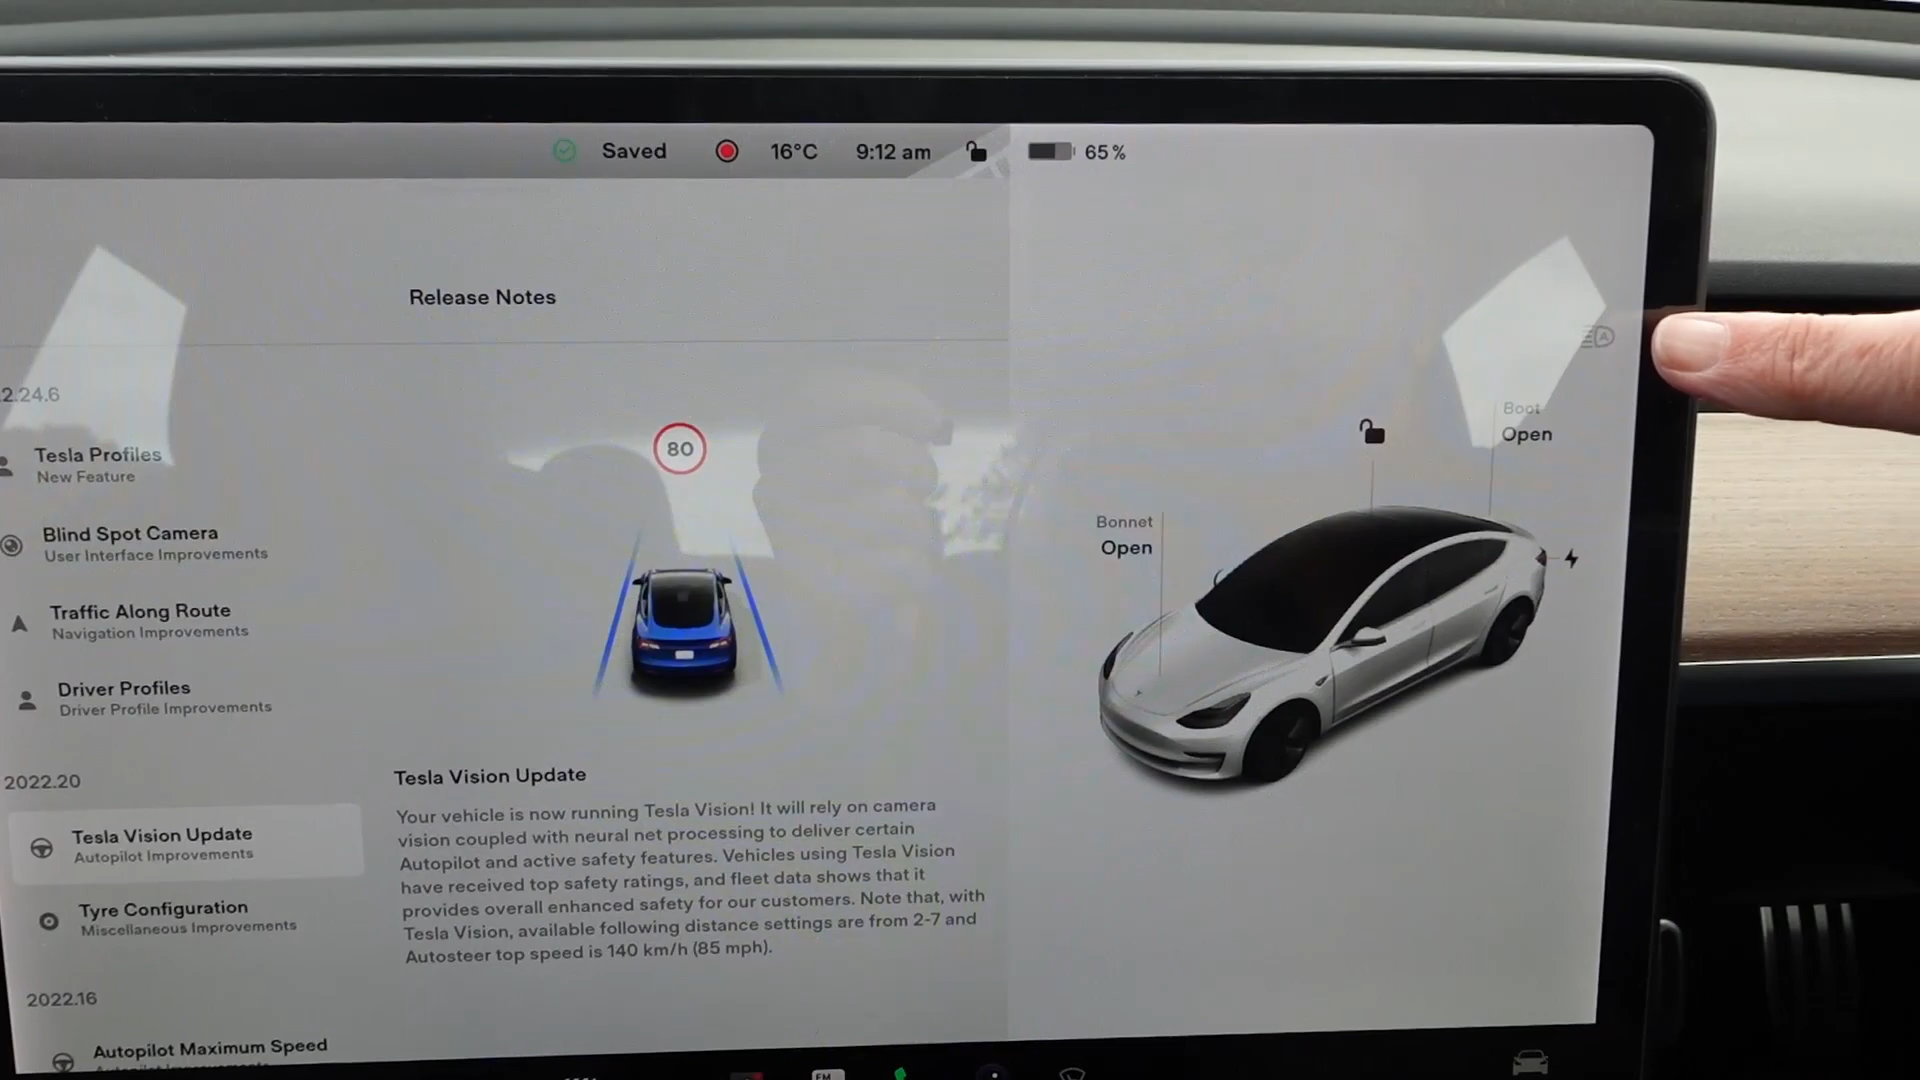 Saved
16°C
9:12 am
65%
Release Notes
2.24.6
Tesla Profiles
New Feature
Blind Spot Camera
User Interface Improvements
Traffic Along Route
Navigation Improvements
Driver Profiles
Driver Profile Improvements
2022.20
Tesla Vision Update
Autopilot Improvements
Tyre Configuration
Miscellaneous Improvements
2022.16
Autopilot Maximum Speed
80
Tesla Vision Update
Your vehicle is now running Tesla Vision! It will rely on camera
vision coupled with neural net processing to deliver certain
Autopilot and active safety features. Vehicles using Tesla Vision
have received top safety ratings, and fleet data shows that it
provides overall enhanced safety for our customers. Note that, with
Tesla Vision, available following distance settings are from 2-7 and
Autosteer top speed is 140 km/h (85 mph).
A
Boot
Open
Bonnet
Open
FM